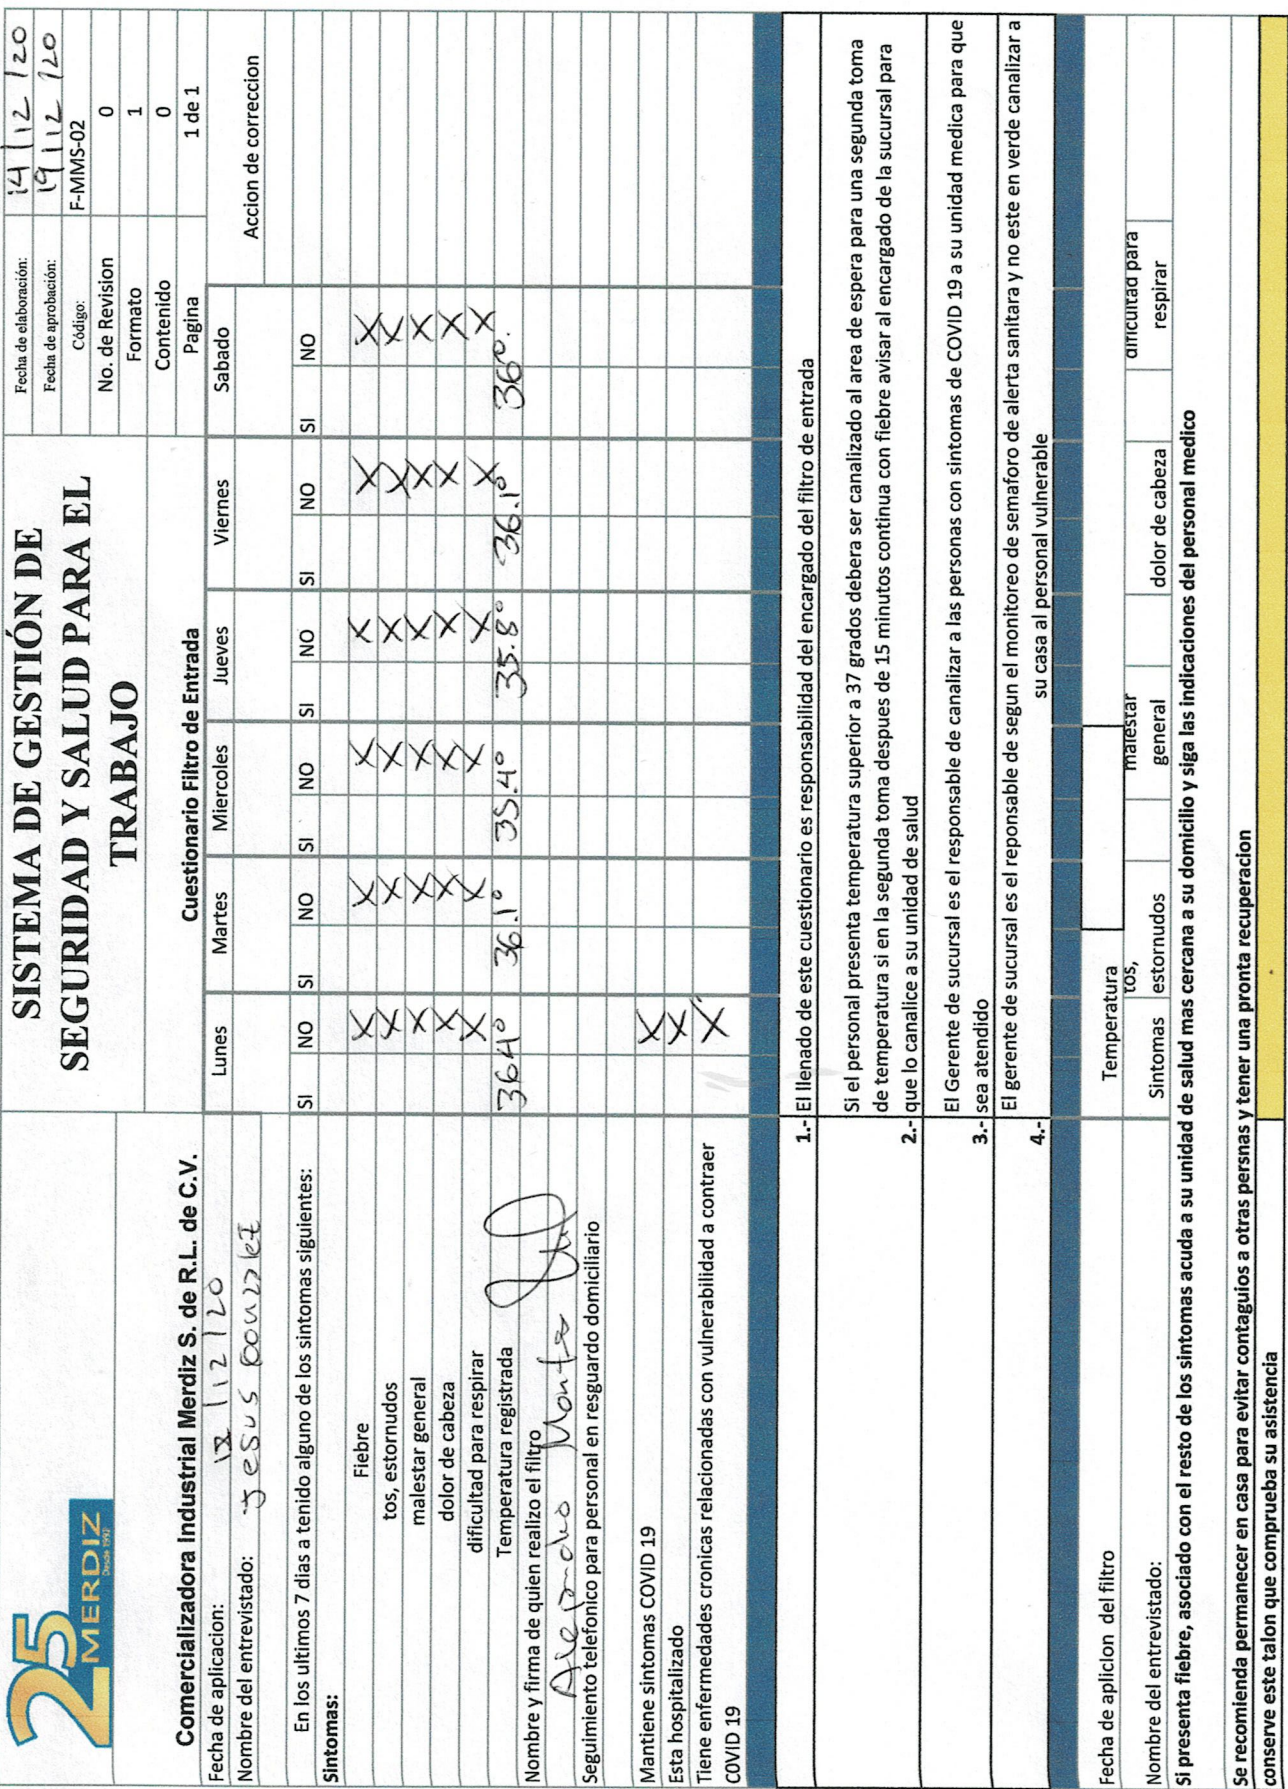 25
MERDIZ
Desde 1992
SISTEMA DE GESTIÓN DE
SEGURIDAD Y SALUD PARA EL
TRABAJO
Fecha de elaboración: 14/12/20
Fecha de aprobación: 19/12/20
Código: F-MMS-02
No. de Revision 0
Formato 1
Contenido 0
Pagina 1 de 1
Comercializadora Industrial Merdiz S. de R.L. de C.V.
Cuestionario Filtro de Entrada
Fecha de aplicacion: 12/20
Nombre del entrevistado: Jesus Gonzalez
Lunes Martes Miercoles Jueves Viernes Sabado
Accion de correccion
En los ultimos 7 dias a tenido alguno de los sintomas siguientes:
SI NO SI NO SI NO SI NO SI NO SI NO
Sintomas:
Fiebre X X X X X X
tos, estornudos X X X X X X
malestar general X X X X X X
dolor de cabeza X X X X X X
dificultad para respirar X X X X X X
Temperatura registrada 36.4° 36.1° 35.4° 35.8° 36.1° 36°.
Nombre y firma de quien realizo el filtro
Seguimiento telefonico para personal en resguardo domiciliario
Mantiene sintomas COVID 19 X
Esta hospitalizado X
Tiene enfermedades cronicas relacionadas con vulnerabilidad a contraer X
COVID 19
1.- El llenado de este cuestionario es responsabilidad del encargado del filtro de entrada
Si el personal presenta temperatura superior a 37 grados debera ser canalizado al area de espera para una segunda toma
de temperatura si en la segunda toma despues de 15 minutos continua con fiebre avisar al encargado de la sucursal para
2.- que lo canalice a su unidad de salud
El Gerente de sucursal es el responsable de canalizar a las personas con sintomas de COVID 19 a su unidad medica para que
3.- sea atendido
El gerente de sucursal es el reponsable de segun el monitoreo de semaforo de alerta sanitara y no este en verde canalizar a
4.- su casa al personal vulnerable
Fecha de aplicion del filtro
Temperatura
Nombre del entrevistado:
Sintomas
tos,
estornudos
malestar
general
dolor de cabeza
dificultad para
respirar
Si presenta fiebre, asociado con el resto de los sintomas acuda a su unidad de salud mas cercana a su domicilio y siga las indicaciones del personal medico
Se recomienda permanecer en casa para evitar contaguios a otras persnas y tener una pronta recuperacion
conserve este talon que comprueba su asistencia